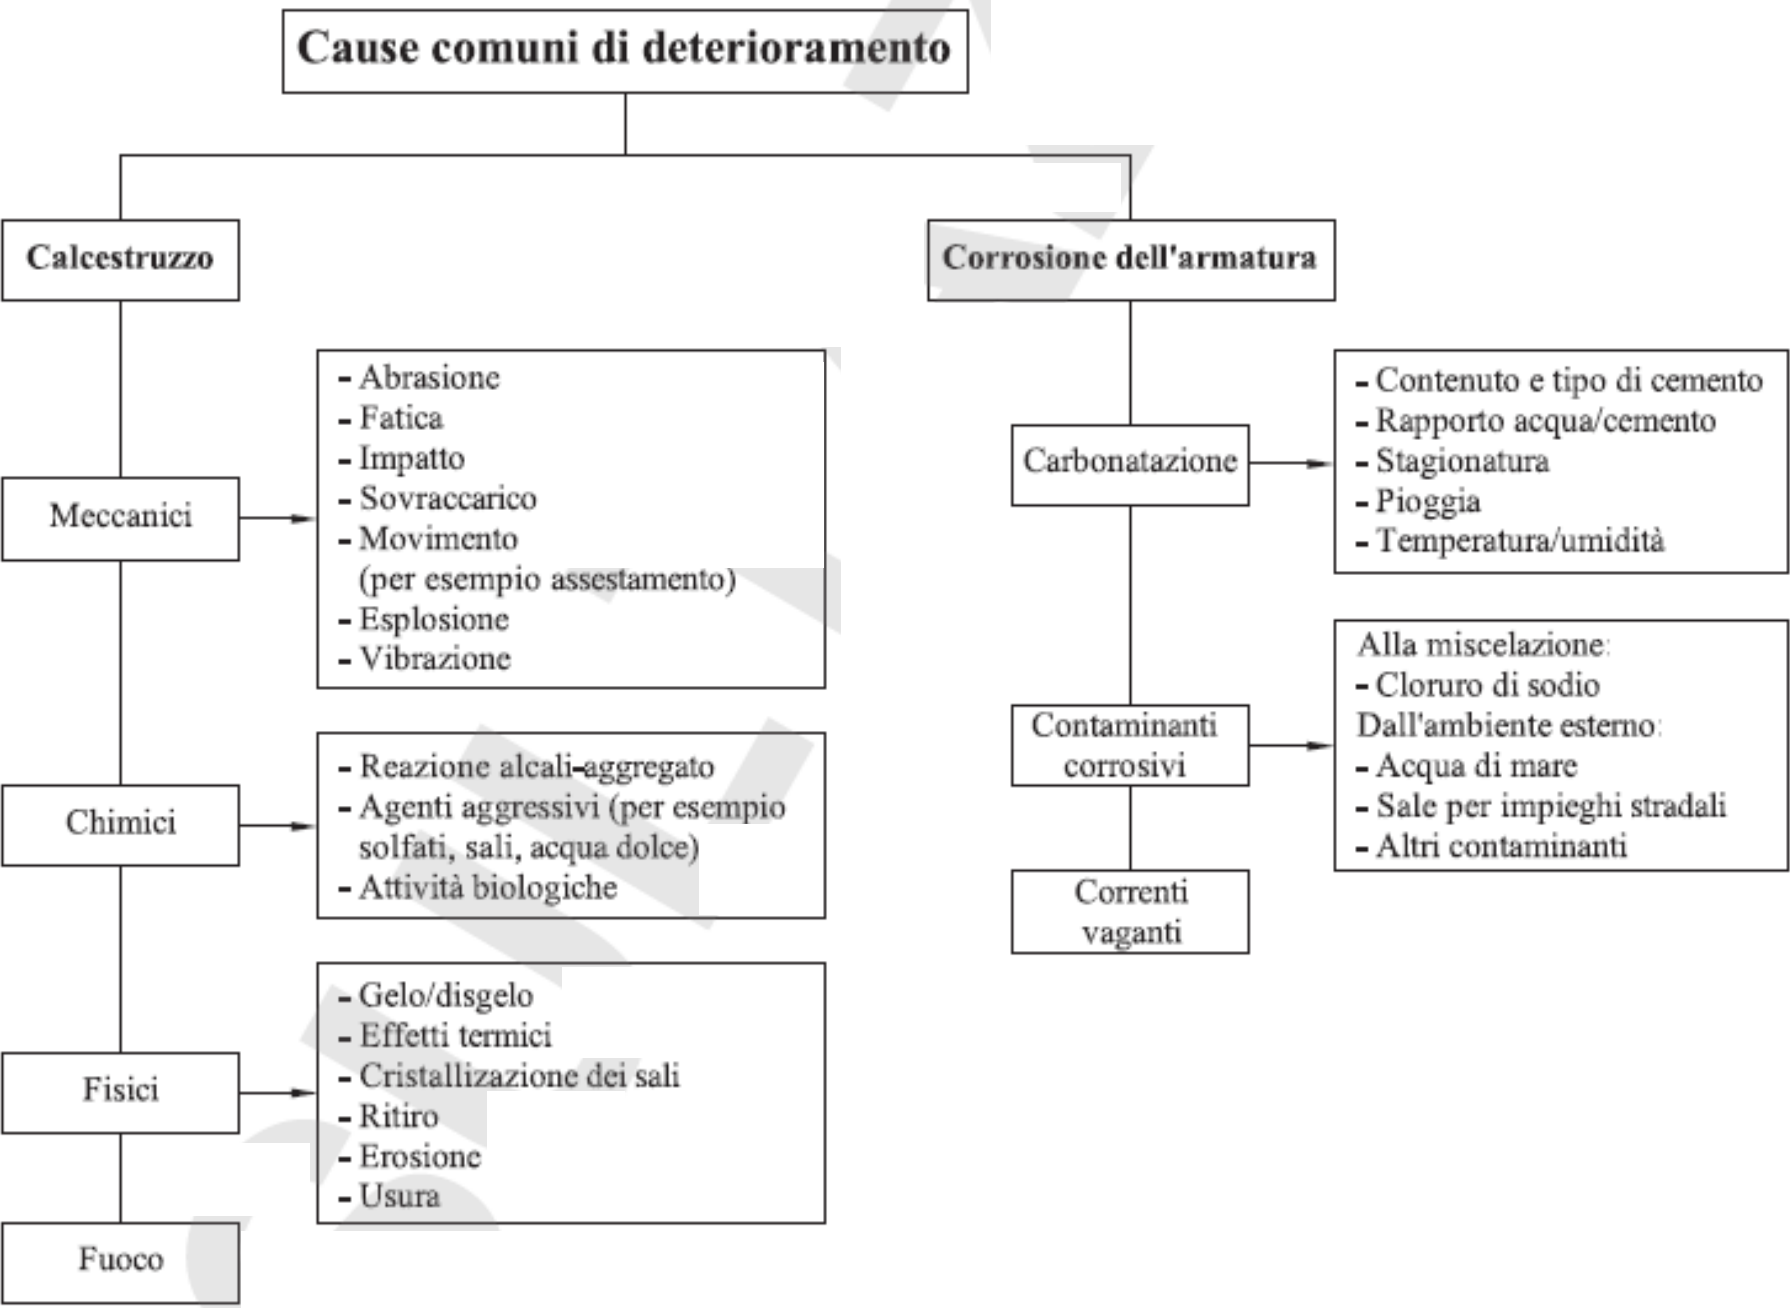 Cause comuni di deterioramento
Calcestruzzo
Meccanici
- Abrasione
- Fatica
- Impatto
- Sovraccarico
- Movimento
(per esempio assestamento)
- Esplosione
- Vibrazione
Chimici
- Reazione alcali-aggregato
- Agenti aggressivi (per esempio
solfati, sali, acqua dolce)
- Attività biologiche
Fisici
- Gelo/disgelo
- Effetti termici
- Cristallizazione dei sali
- Ritiro
- Erosione
- Usura
Fuoco
Corrosione dell'armatura
Carbonatazione
- Contenuto e tipo di cemento
- Rapporto acqua/cemento
- Stagionatura
- Pioggia
- Temperatura/umidità
Contaminanti
corrosivi
Alla miscelazione:
- Cloruro di sodio
Dall'ambiente esterno:
- Acqua di mare
- Sale per impieghi stradali
- Altri contaminanti
Correnti
vaganti